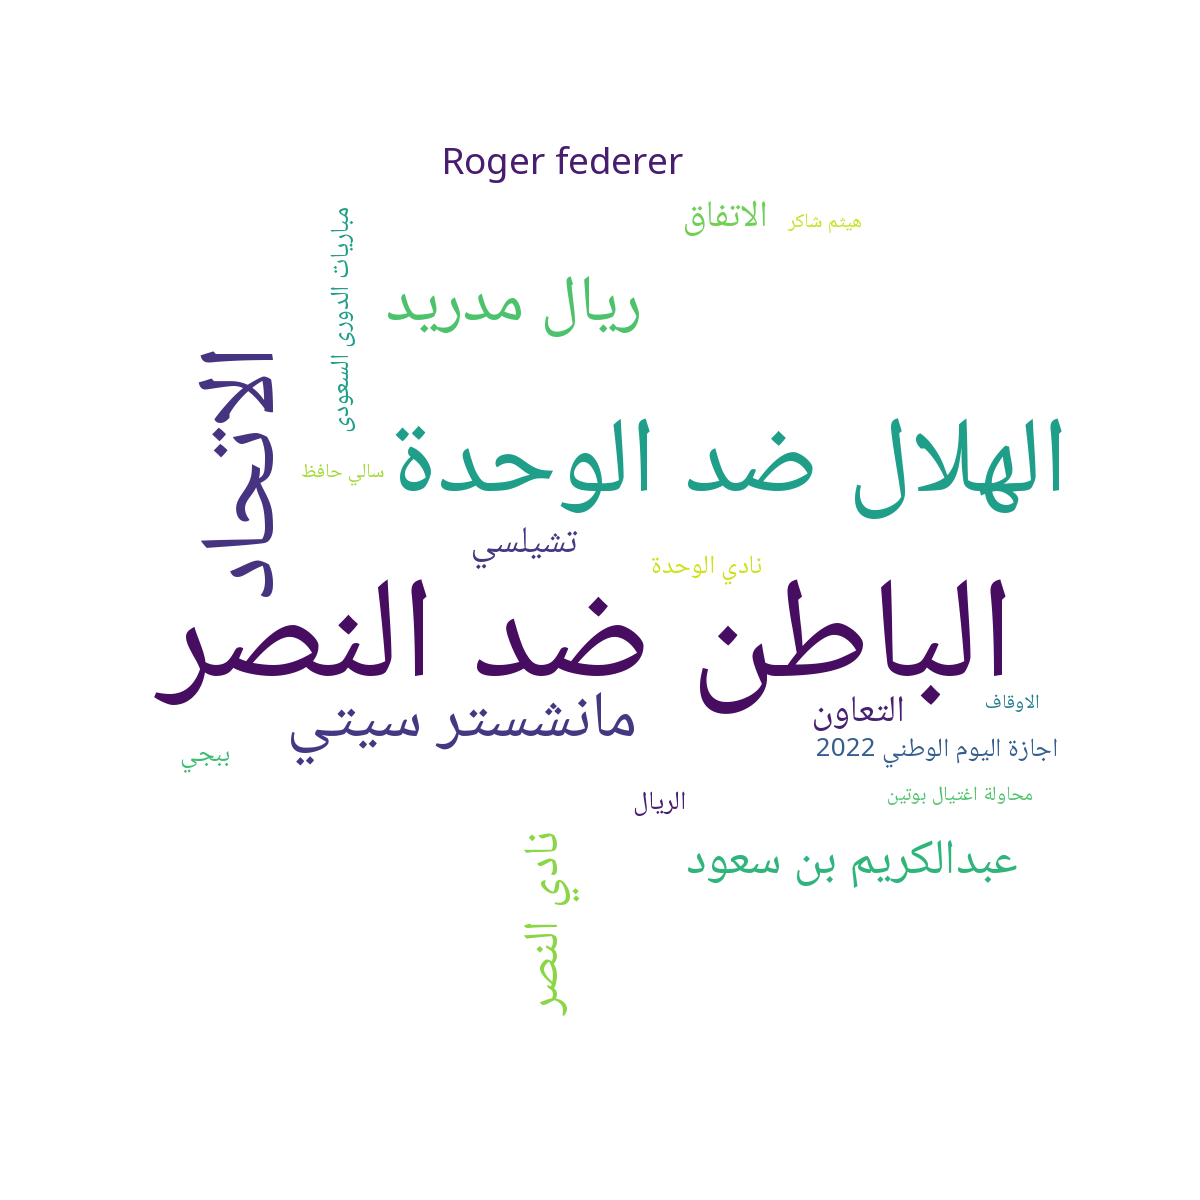 Roger federer
الاتفاق
هيثم شاكر
مباريات الدورى السعودى
ريال مدريد
الاتحاد
الهلال ضد الوحدة
سالي حافظ
تشيلسي
نادي الوحدة
الباطن ضد النصر
مانشستر سيتي
التعاون
الاوقاف
اجازة اليوم الوطني 2022
ببجي
الريال
محاولة اغتيال بوتين
عبدالكريم بن سعود
نادي النصر